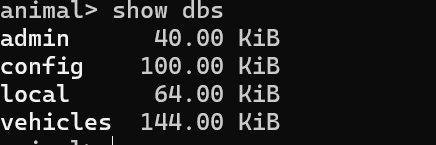 animal> show dbs
admin      40.00 KiB
config    100.00 KiB
local      64.00 KiB
vehicles  144.00 KiB